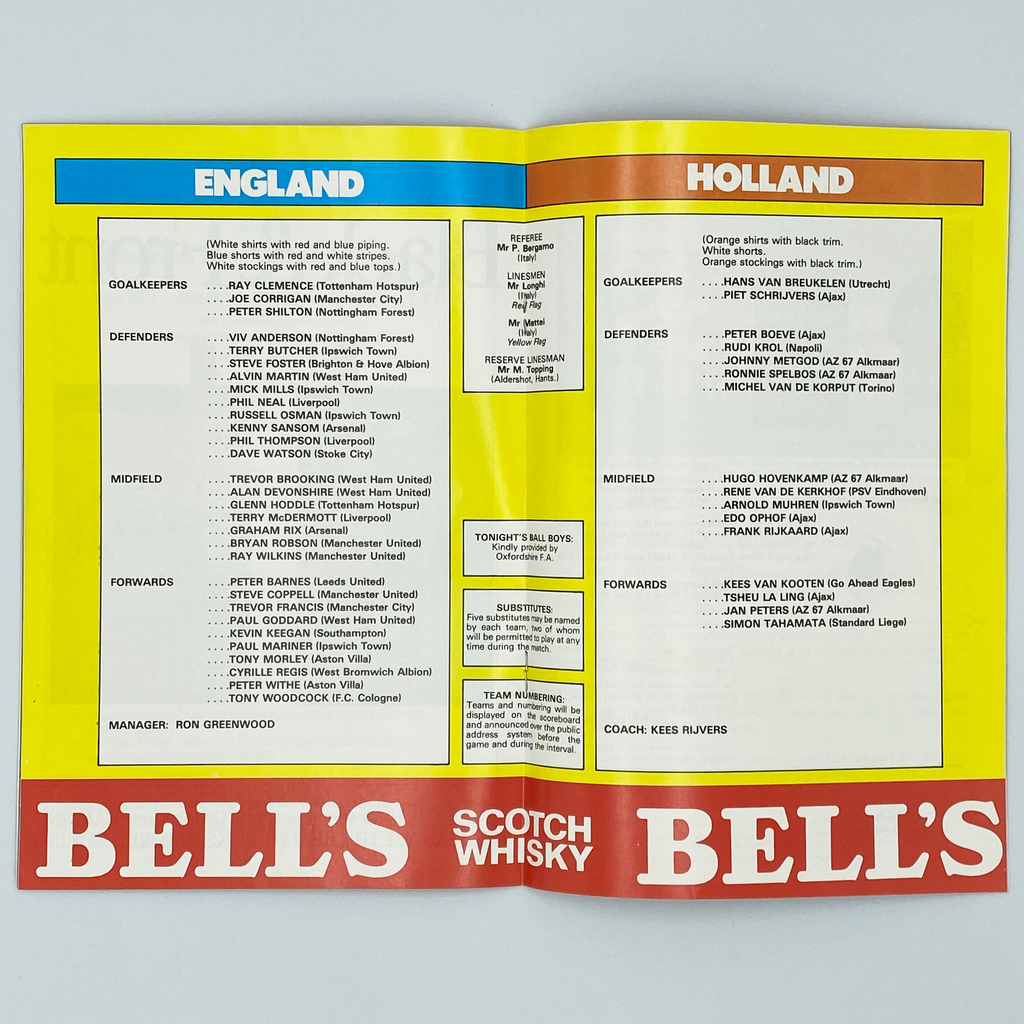 ENGLAND
(White shirts with red and blue piping.
Blue shorts with red and white stripes.
White stockings with red and blue tops.)
GOALKEEPERS ....RAY CLEMENCE (Tottenham Hotspur)
....JOE CORRIGAN (Manchester City)
....PETER SHILTON (Nottingham Forest)
DEFENDERS ....VIV ANDERSON (Nottingham Forest)
....TERRY BUTCHER (Ipswich Town)
....STEVE FOSTER (Brighton & Hove Albion)
....ALVIN MARTIN (West Ham United)
....MICK MILLS (Ipswich Town)
....PHIL NEAL (Liverpool)
....RUSSELL OSMAN (Ipswich Town)
....KENNY SANSOM (Arsenal)
....PHIL THOMPSON (Liverpool)
....DAVE WATSON (Stoke City)
MIDFIELD ....TREVOR BROOKING (West Ham United)
....ALAN DEVONSHIRE (West Ham United)
....GLENN HODDLE (Tottenham Hotspur)
....TERRY McDERMOTT (Liverpool)
....GRAHAM RIX (Arsenal)
....BRYAN ROBSON (Manchester United)
....RAY WILKINS (Manchester United)
FORWARDS ....PETER BARNES (Leeds United)
....STEVE COPPELL (Manchester United)
....TREVOR FRANCIS (Manchester City)
....PAUL GODDARD (West Ham United)
....KEVIN KEEGAN (Southampton)
....PAUL MARINER (Ipswich Town)
....TONY MORLEY (Aston Villa)
....CYRILLE REGIS (West Bromwich Albion)
....PETER WITHE (Aston Villa)
....TONY WOODCOCK (F.C. Cologne)
MANAGER: RON GREENWOOD
REFEREE
Mr P. Bergamo
(Italy)
LINESMEN
Mr Longhi
(Italy)
Red Flag
Mr Mattei
(Italy)
Yellow Flag
RESERVE LINESMAN
Mr M. Topping
(Aldershot, Hants.)
TONIGHT'S BALL BOYS:
Kindly provided by
Oxfordshire F.A.
SUBSTITUTES:
Five substitutes may be named
by each team, two of whom
will be permitted to play at any
time during the match.
TEAM NUMBERING:
Teams and numbering will be
displayed on the scoreboard
and announced over the public
address system before the
game and during the interval.
HOLLAND
(Orange shirts with black trim.
White shorts.
Orange stockings with black trim.)
GOALKEEPERS ....HANS VAN BREUKELEN (Utrecht)
....PIET SCHRIJVERS (Ajax)
DEFENDERS ....PETER BOEVE (Ajax)
....RUDI KROL (Napoli)
....JOHNNY METGOD (AZ 67 Alkmaar)
....RONNIE SPELBOS (AZ 67 Alkmaar)
....MICHEL VAN DE KORPUT (Torino)
MIDFIELD ....HUGO HOVENKAMP (AZ 67 Alkmaar)
....RENE VAN DE KERKHOF (PSV Eindhoven)
....ARNOLD MUHREN (Ipswich Town)
....EDO OPHOF (Ajax)
....FRANK RIJKAARD (Ajax)
FORWARDS ....KEES VAN KOOTEN (Go Ahead Eagles)
....TSHEU LA LING (Ajax)
....JAN PETERS (AZ 67 Alkmaar)
....SIMON TAHAMATA (Standard Liege)
COACH: KEES RIJVERS
BELL'S SCOTCH WHISKY BELL'S